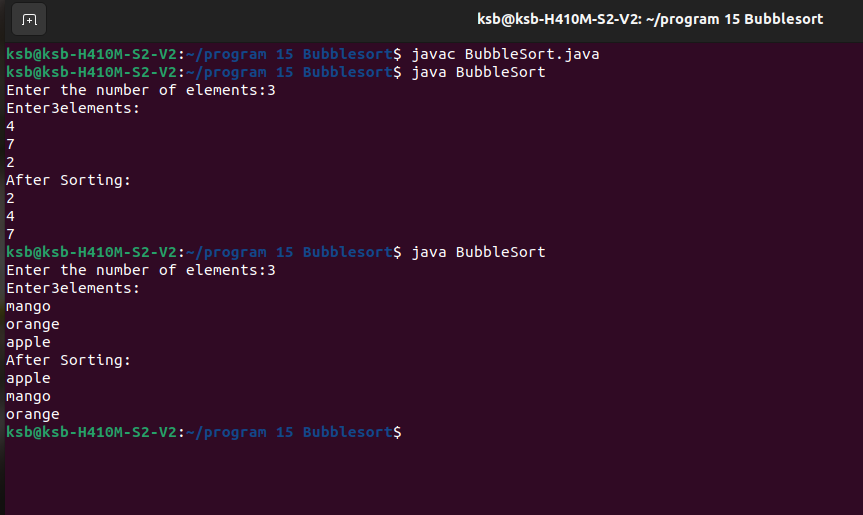 ksb@ksb-H410M-S2-V2: ~/program 15 Bubblesort
ksb@ksb-H410M-S2-V2:~/program 15 Bubblesort$ javac BubbleSort.java
ksb@ksb-H410M-S2-V2:~/program 15 Bubblesort$ java BubbleSort
Enter the number of elements:3
Enter3elements:
4
7
2
After Sorting:
2
4
7
ksb@ksb-H410M-S2-V2:~/program 15 Bubblesort$ java BubbleSort
Enter the number of elements:3
Enter3elements:
mango
orange
apple
After Sorting:
apple
mango
orange
ksb@ksb-H410M-S2-V2:~/program 15 Bubblesort$